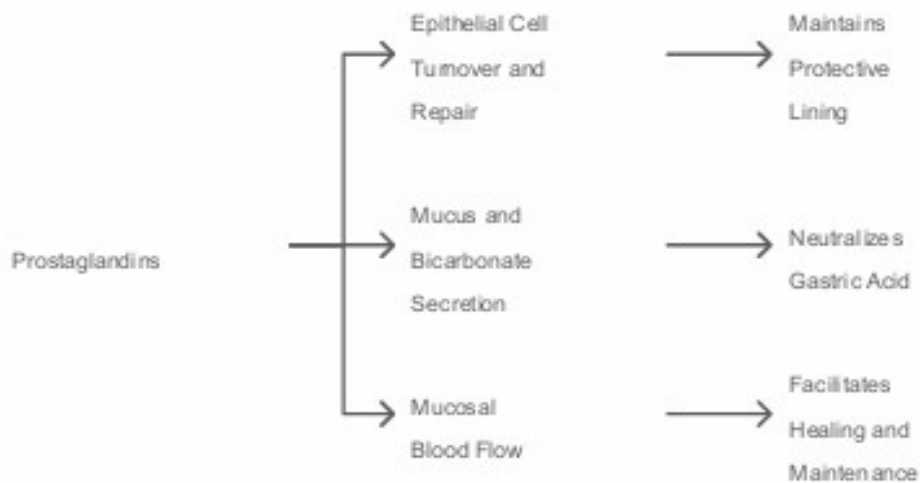 Epithelial Cell
Turnover and
Repair
Maintains
Protective
Lining
Prostaglandins
Mucus and
Bicarbonate
Secretion
Neutralizes
Gastric Acid
Mucosal
Blood Flow
Facilitates
Healing and
Maintenance